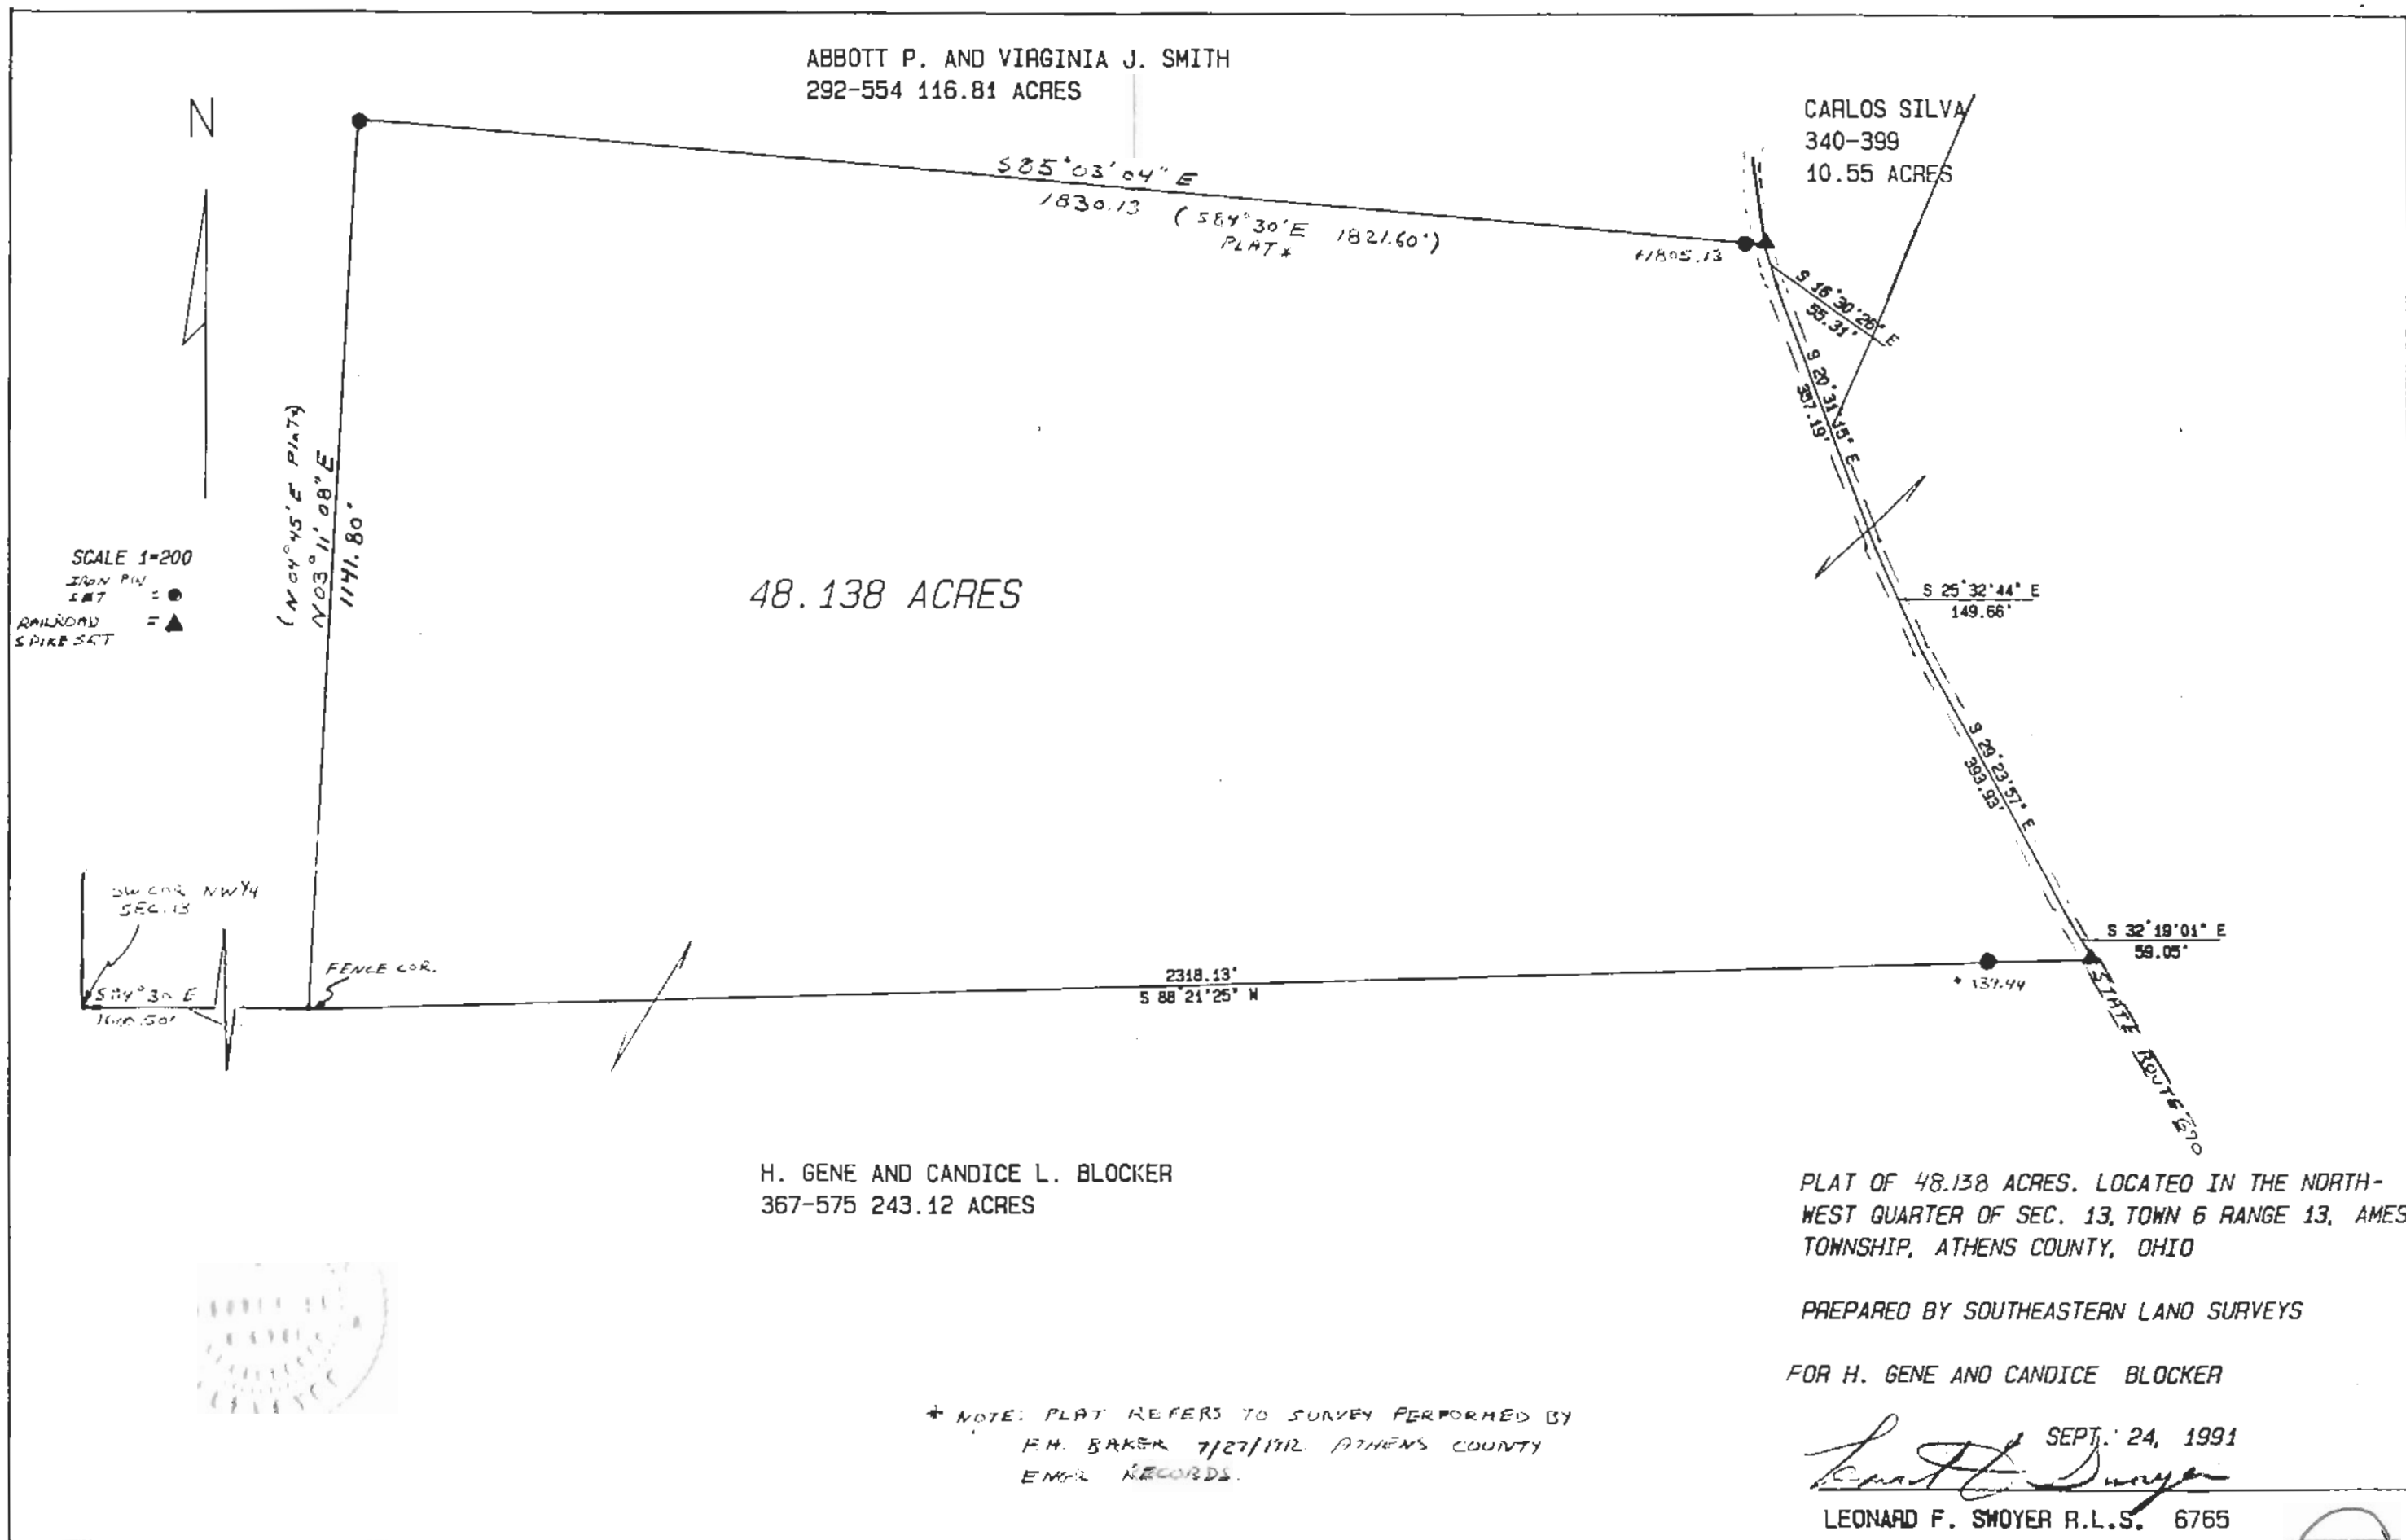 ABBOTT P. AND VIRGINIA J. SMITH
292-554 116.81 ACRES
N
CARLOS SILVA
340-399
10.55 ACRES
S85°03'04" E
1830.13 (S84°30'E 1821.60')
PLAT*
+1805.13
S 16°30'26" E
55.31'
S 20°31'15" E
357.19'
(N04°45'E PLAT*)
N03°11'08"E
1141.80'
SCALE 1=200
IRON PIN
SET = ●
RAILROAD
SPIKE SET = ▲
48.138 ACRES
S 25°32'44" E
149.66'
S 29°23'57" E
393.93'
SW COR NW1/4
SEC. 13
FENCE COR.
S84°30 E
2318.13'
S 88°21'25" W
S 32°19'01" E
59.05'
STATE ROUTE 690
H. GENE AND CANDICE L. BLOCKER
367-575 243.12 ACRES
PLAT OF 48.138 ACRES. LOCATED IN THE NORTH-
WEST QUARTER OF SEC. 13, TOWN 6 RANGE 13, AMES
TOWNSHIP, ATHENS COUNTY, OHIO
PREPARED BY SOUTHEASTERN LAND SURVEYS
FOR H. GENE AND CANDICE BLOCKER
* NOTE: PLAT REFERS TO SURVEY PERFORMED BY
F.H. BAKER 7/27/1912 ATHENS COUNTY
ENGR RECORDS.
SEPT. 24, 1991
LEONARD F. SWOYER R.L.S. 6765